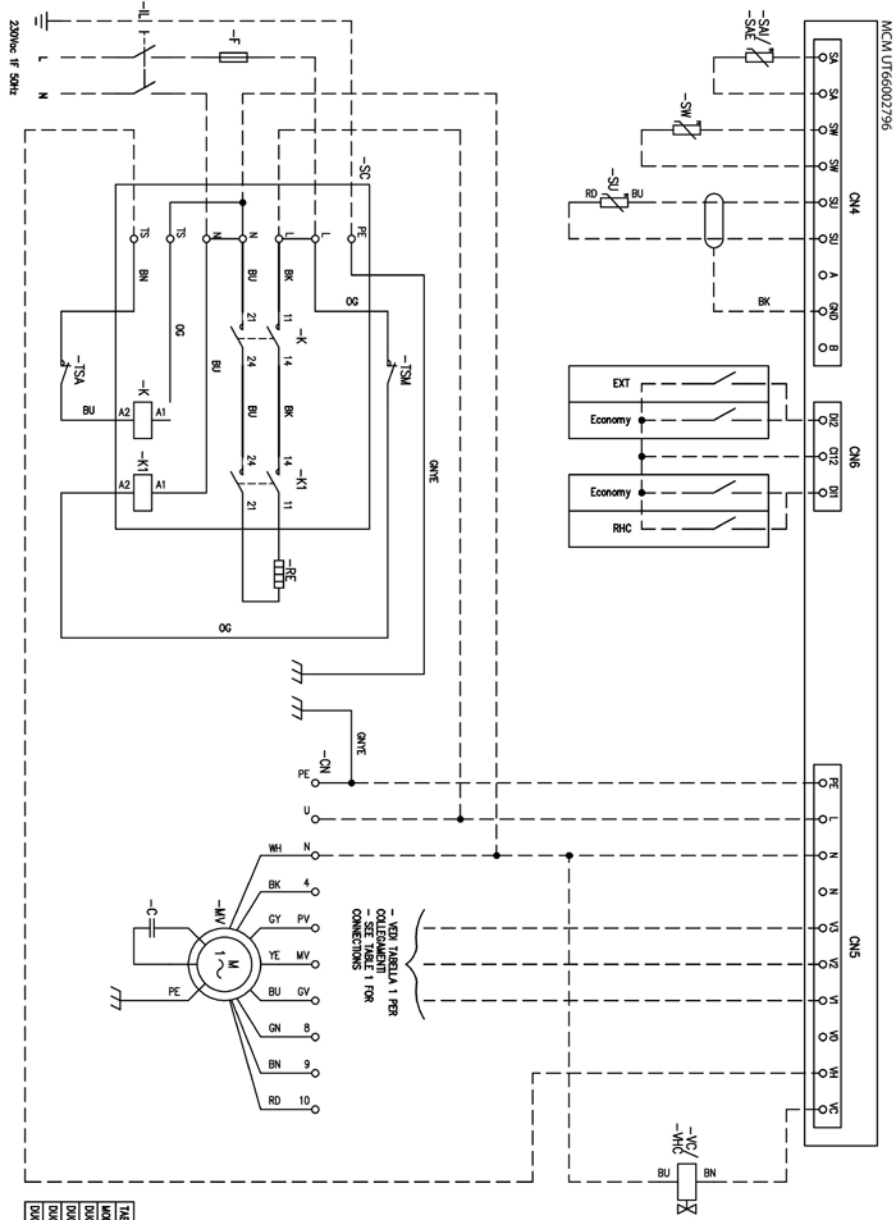 MCM UT66002796
-IL
-F
L
N
230Vac 1F 50Hz
-SAI/
-SAE
-SW
-SU
RD
BU
SA
SA
SW
SW
SU
SU
A
GND
B
CN4
BK
-SC
TS
TS
N
N
L
L
PE
BN
OG
BU
BU
BK
OG
21
11
-K
24
14
BU
BK
24
14
-K1
21
11
-TSA
-TSM
BU
A2
-K
A1
A2
-K1
A1
-RE
OG
GNYE
EXT
Economy
Economy
RHC
DI2
CI12
DI1
CN6
GNYE
-CN
PE
U
WH
N
BK
4
GY
PV
YE
MV
BU
GV
GN
8
BN
9
RD
10
-MV
M
1~
-C
PE
- VEDI TABELLA 1 PER
COLLEGAMENTI
- SEE TABLE 1 FOR
CONNECTIONS
PE
L
N
N
V3
V2
V1
V0
VH
VC
CN5
-VC/
-VHC
BU
BN